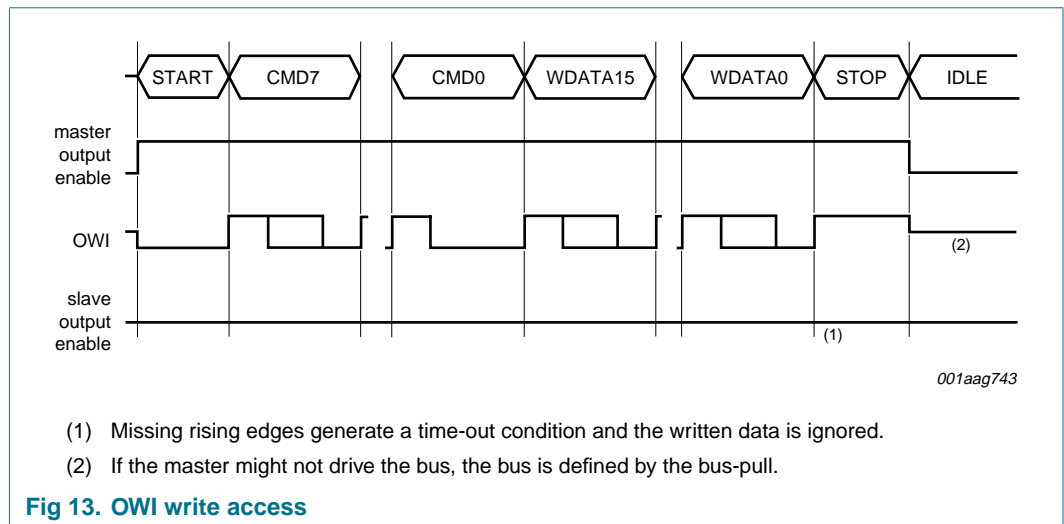 START CMD7 CMD0 WDATA15 WDATA0 STOP IDLE
master
output
enable
OWI
(2)
slave
output
enable
(1)
001aag743
(1) Missing rising edges generate a time-out condition and the written data is ignored.
(2) If the master might not drive the bus, the bus is defined by the bus-pull.
Fig 13. OWI write access